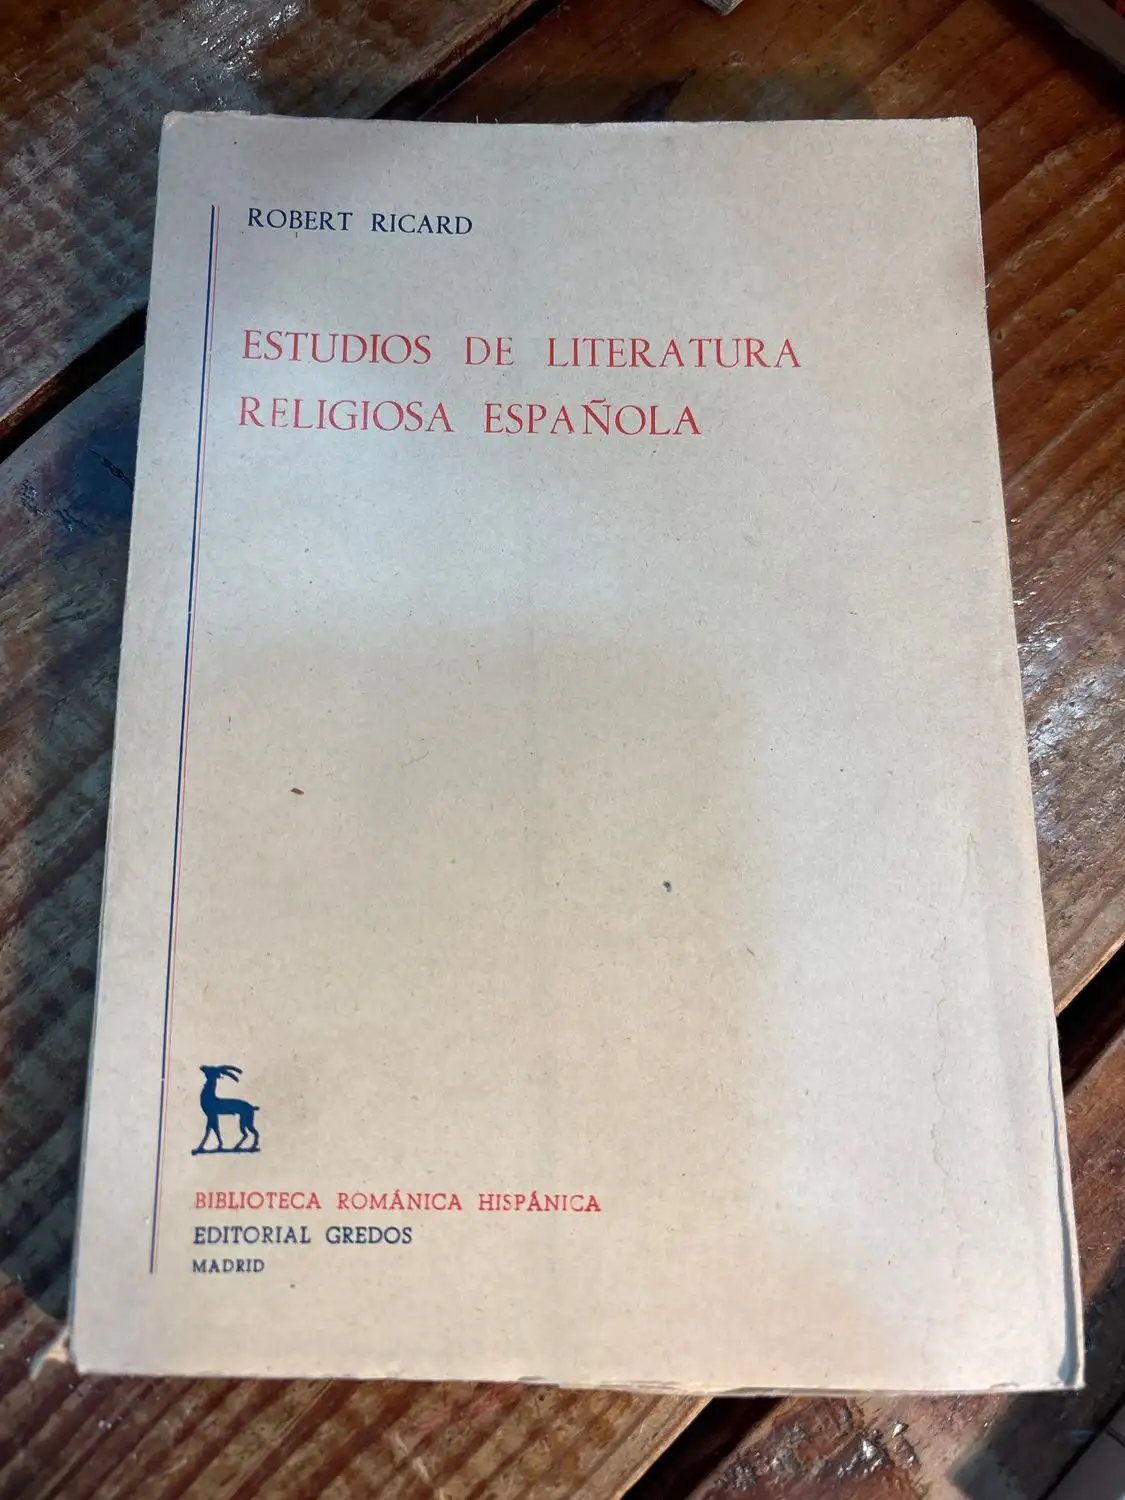 ROBERT RICARD
ESTUDIOS DE LITERATURA
RELIGIOSA ESPAÑOLA
BIBLIOTECA ROMÁNICA HISPÁNICA
EDITORIAL GREDOS
MADRID